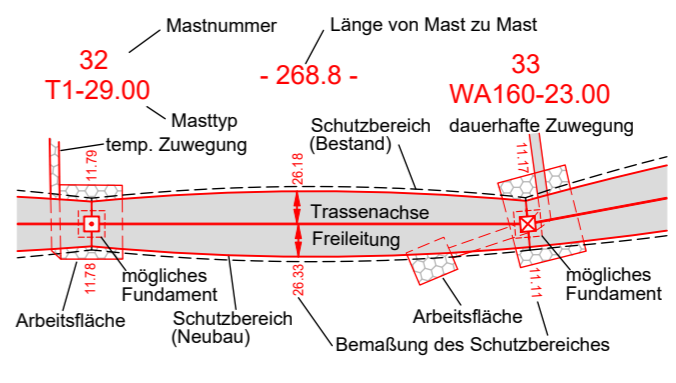 Mastnummer
Länge von Mast zu Mast
32
T1-29.00
- 268.8 -
33
WA160-23.00
Masttyp
temp. Zuwegung
Schutzbereich
(Bestand)
dauerhafte Zuwegung
11.79
26.18
11.17
Trassenachse
Freileitung
11.78
mögliches
Fundament
26.33
11.11
mögliches
Fundament
Arbeitsfläche
Schutzbereich
(Neubau)
Arbeitsfläche
Bemaßung des Schutzbereiches